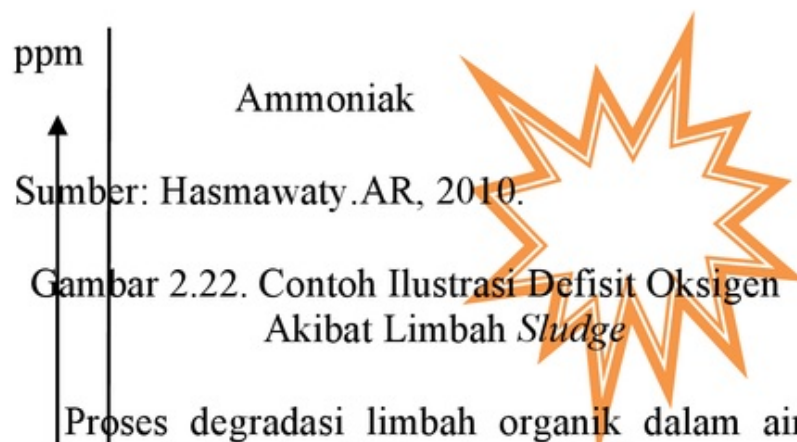 ppm
Ammoniak
Sumber: Hasmawaty.AR, 2010.
Gambar 2.22. Contoh Ilustrasi Defisit Oksigen
Akibat Limbah Sludge
Proses degradasi limbah organik dalam air